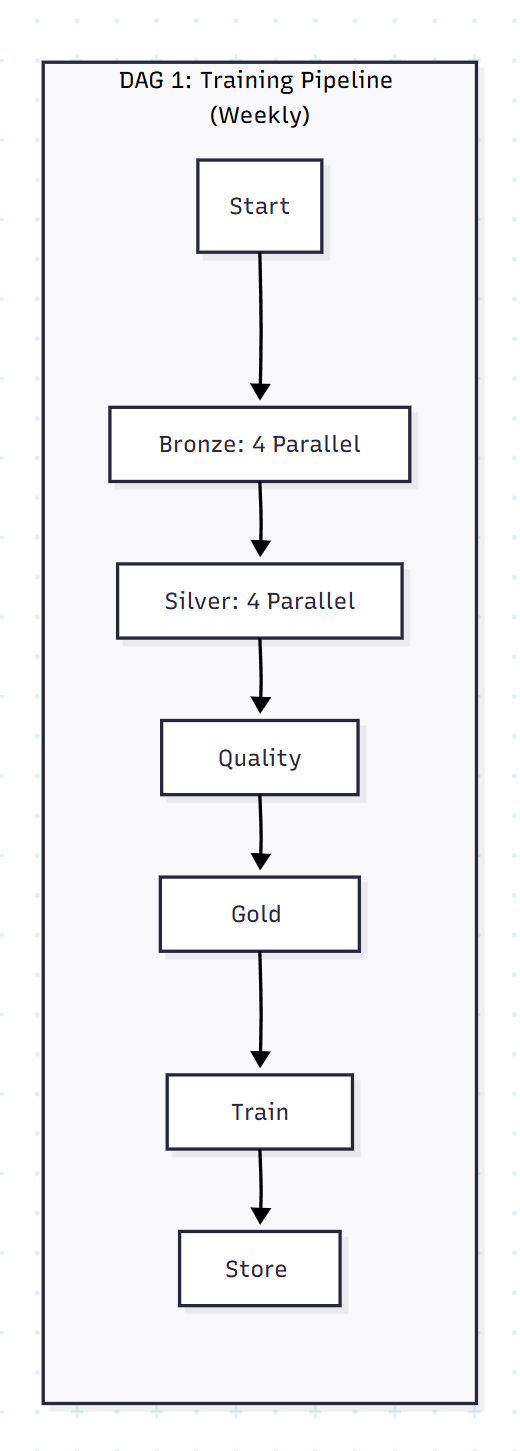 DAG 1: Training Pipeline
(Weekly)
Start
Bronze: 4 Parallel
Silver: 4 Parallel
Quality
Gold
Train
Store